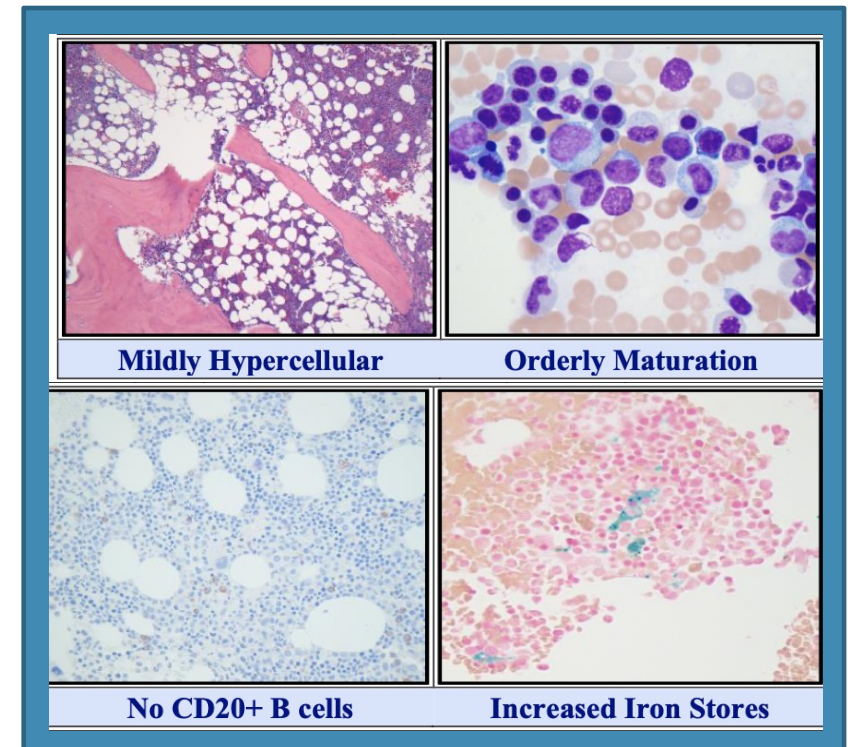 Mildly Hypercellular
Orderly Maturation
No CD20+ B cells
Increased Iron Stores